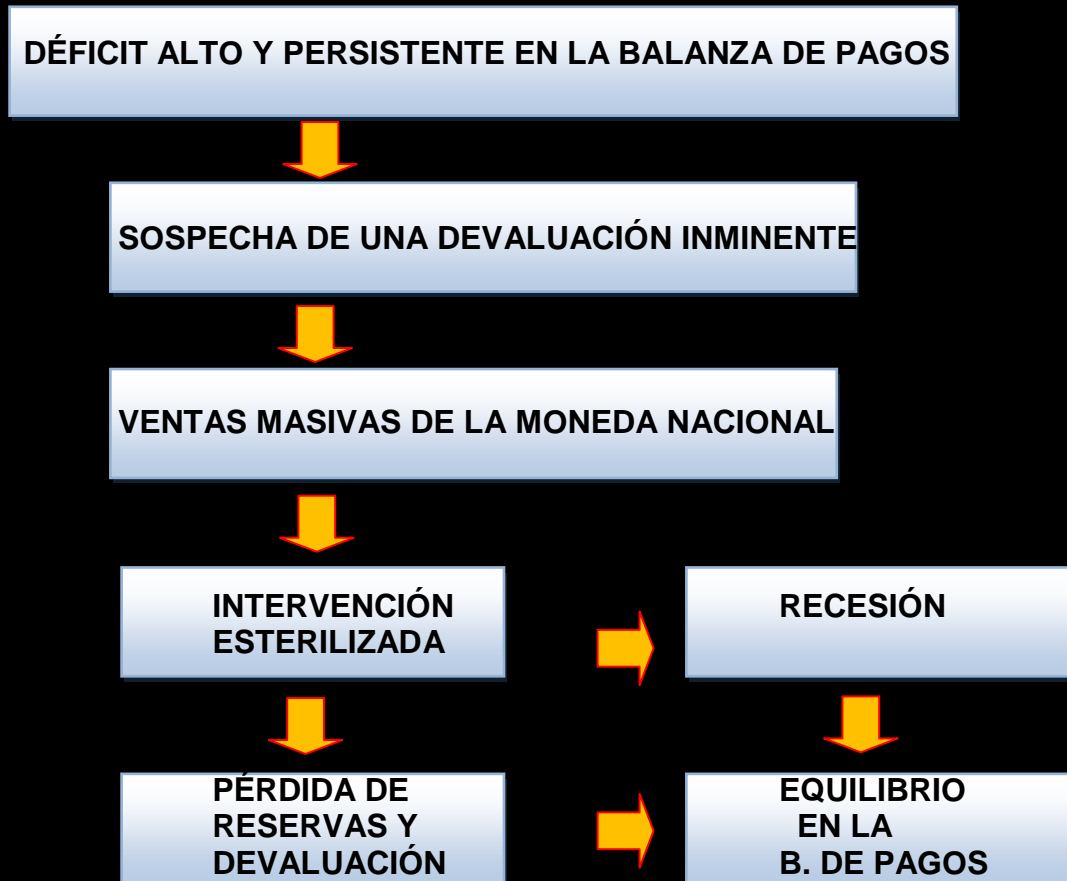 DÉFICIT ALTO Y PERSISTENTE EN LA BALANZA DE PAGOS
SOSPECHA DE UNA DEVALUACIÓN INMINENTE
VENTAS MASIVAS DE LA MONEDA NACIONAL
INTERVENCIÓN
ESTERILIZADA
RECESIÓN
PÉRDIDA DE
RESERVAS Y
DEVALUACIÓN
EQUILIBRIO
EN LA
B. DE PAGOS